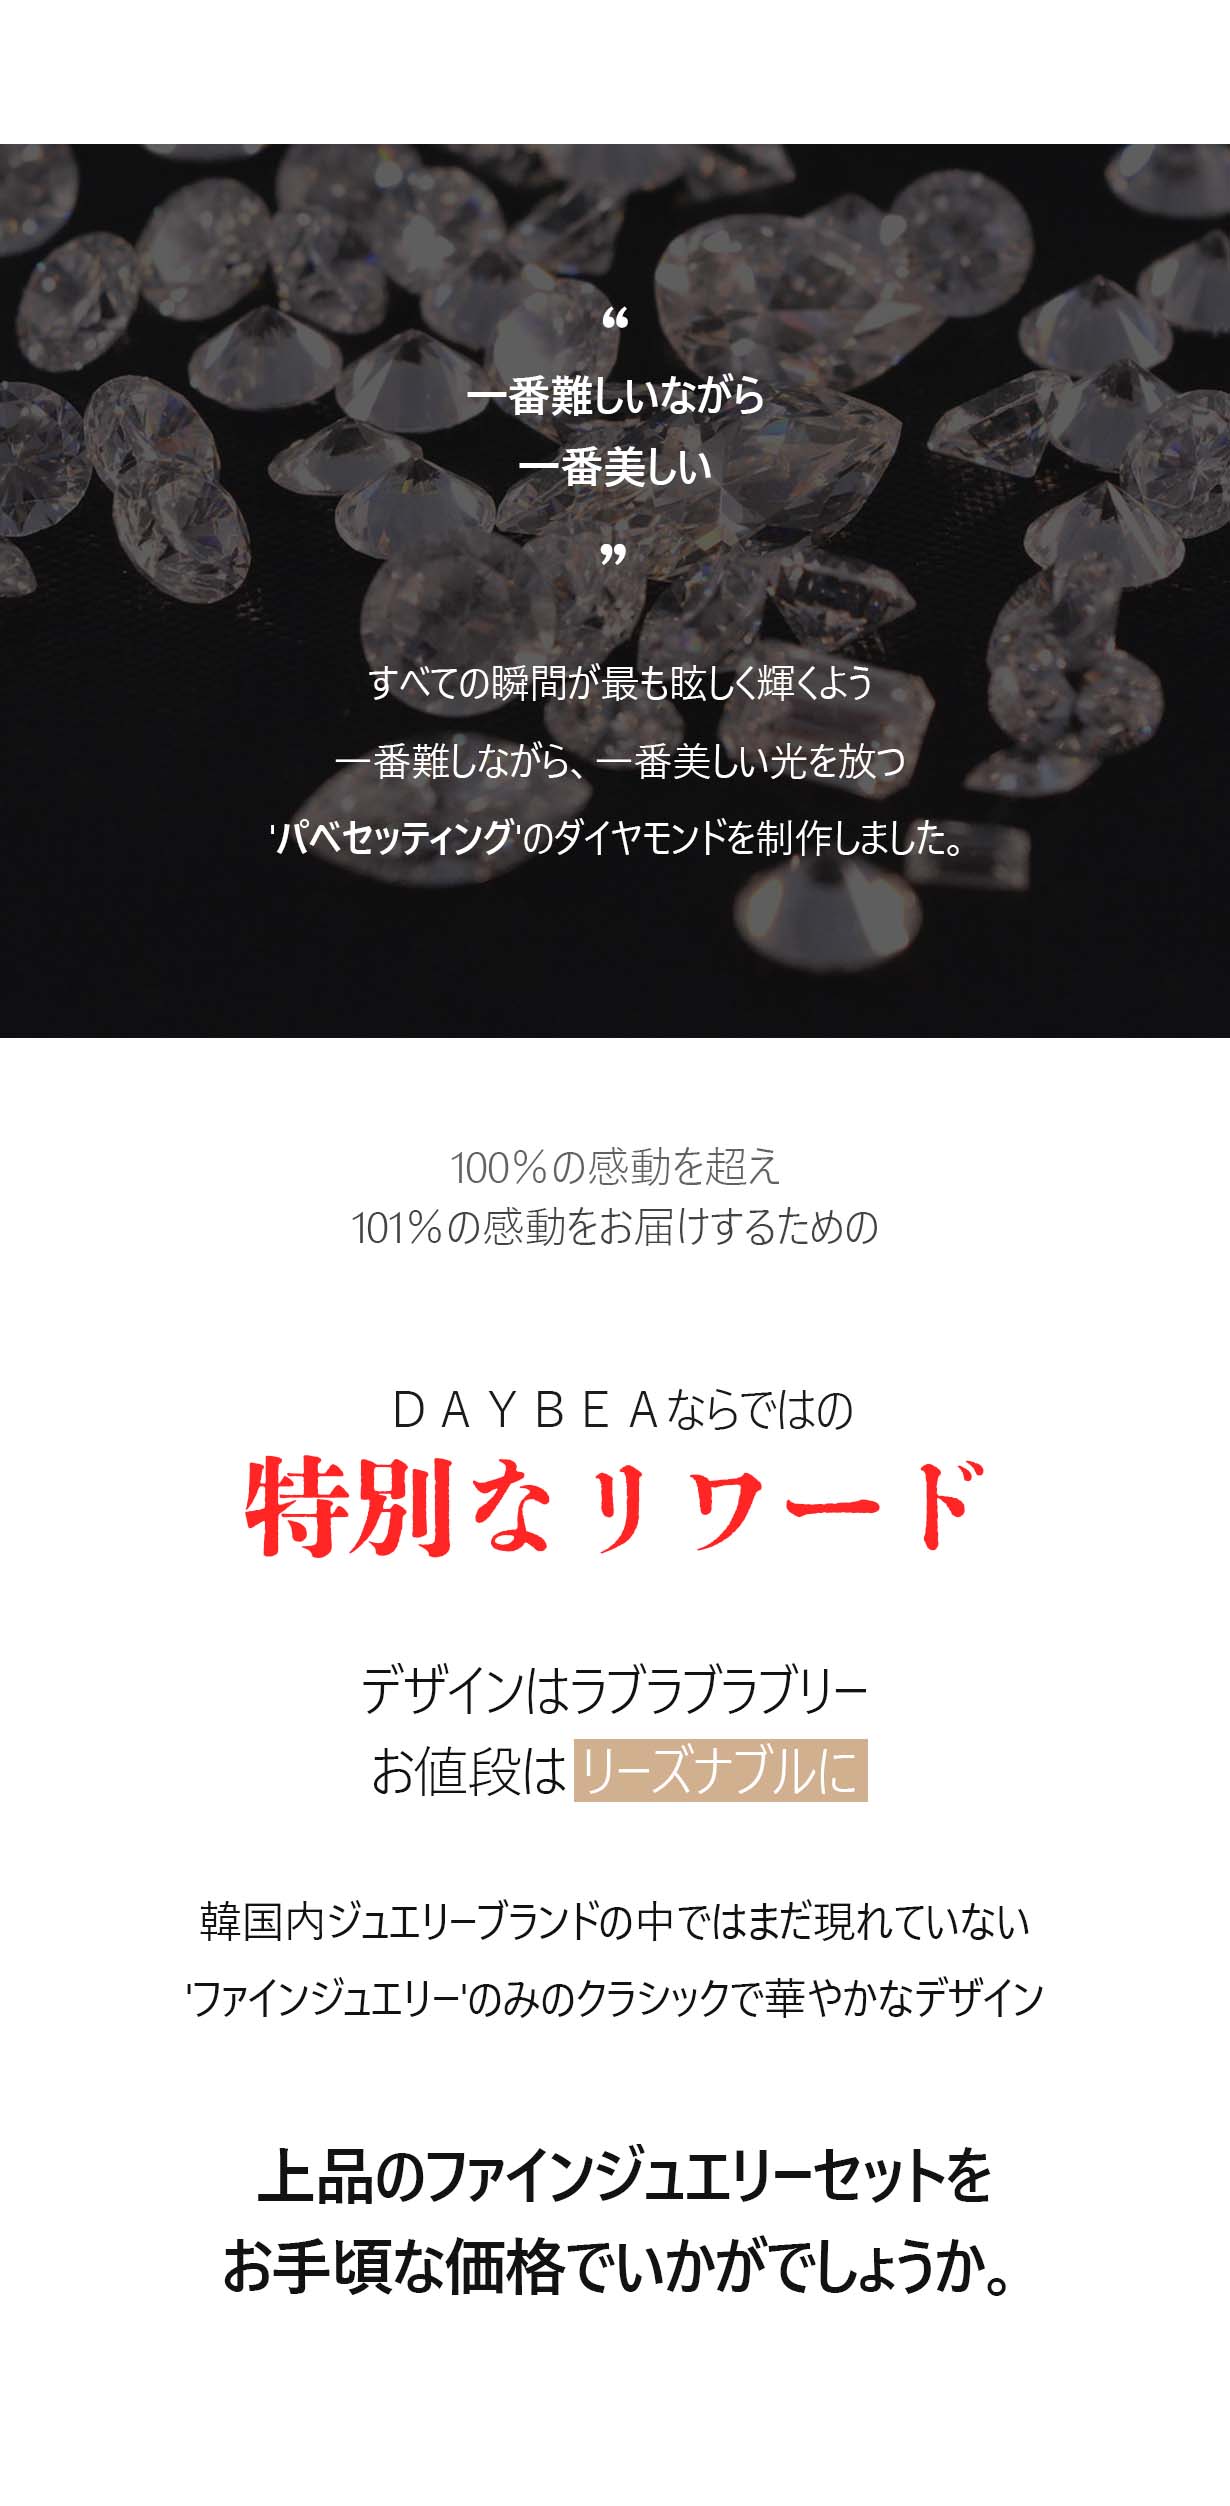 “
一番難しいながら
一番美しい
”
すべての瞬間が最も眩しく輝くよう
一番難しながら、一番美しい光を放つ
'パベセッティング'のダイヤモンドを制作しました。
100％の感動を超え
101％の感動をお届けするための
ＤＡＹＢＥＡならではの
特別なリワード
デザインはラブラブラブリー
お値段はリーズナブルに
韓国内ジュエリーブランドの中ではまだ現れていない
'ファインジュエリー'のみのクラシックで華やかなデザイン
上品のファインジュエリーセットを
お手頃な価格でいかがでしょうか。